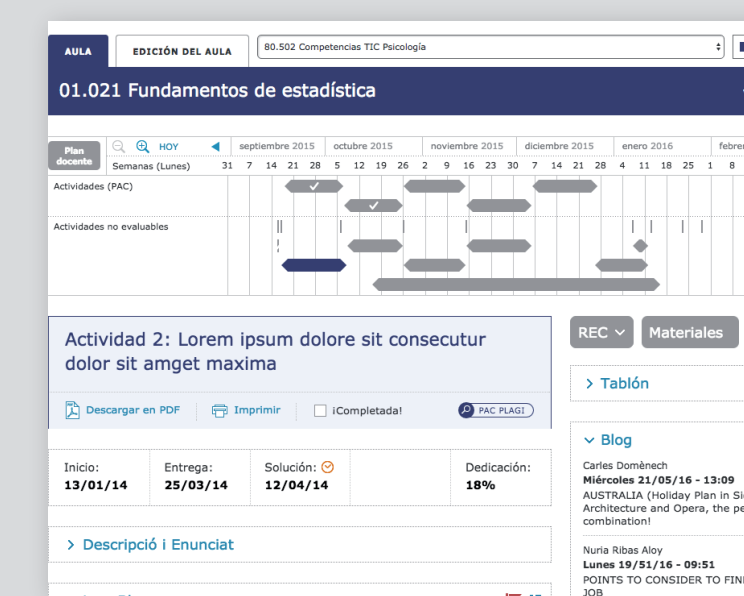 AULA
EDICIÓN DEL AULA
80.502 Competencias TIC Psicología
01.021 Fundamentos de estadística
Plan docente
HOY
septiembre 2015 octubre 2015 noviembre 2015 diciembre 2015 enero 2016
Semanas (Lunes) 31 7 14 21 28 5 12 19 26 2 9 16 23 30 7 14 21 28 4 11 18 25 1 8
Actividades (PAC)
Actividades no evaluables
Actividad 2: Lorem ipsum dolore sit consecutur
dolor sit amget maxima
Descargar en PDF Imprimir ¡Completada! PAC PLAGI
Inicio: Entrega: Solución: Dedicación:
13/01/14 25/03/14 12/04/14 18%
Descripció i Enunciat
REC Materiales
Tablón
Blog
Carles Domènech
Miércoles 21/05/16 - 13:09
AUSTRALIA (Holiday Plan in
Architecture and Opera, the
combination!
Nuria Ribas Aloy
Lunes 19/51/16 - 09:51
POINTS TO CONSIDER TO
JOB